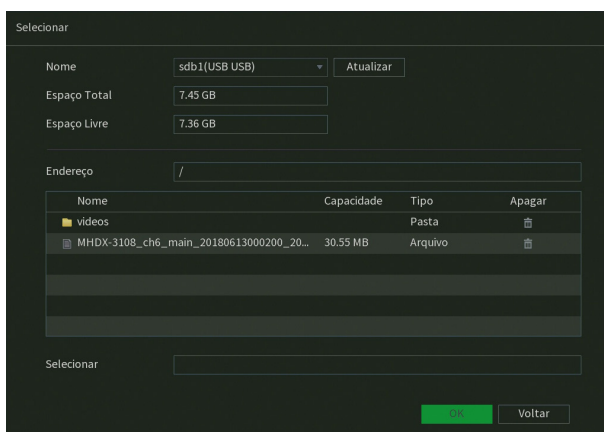 Selecionar
Nome sdb1(USB USB) Atualizar
Espaço Total 7.45 GB
Espaço Livre 7.36 GB
Endereço /
Nome Capacidade Tipo Apagar
videos Pasta
MHDX-3108_ch6_main_20180613000200_20... 30.55 MB Arquivo
Selecionar
OK Voltar